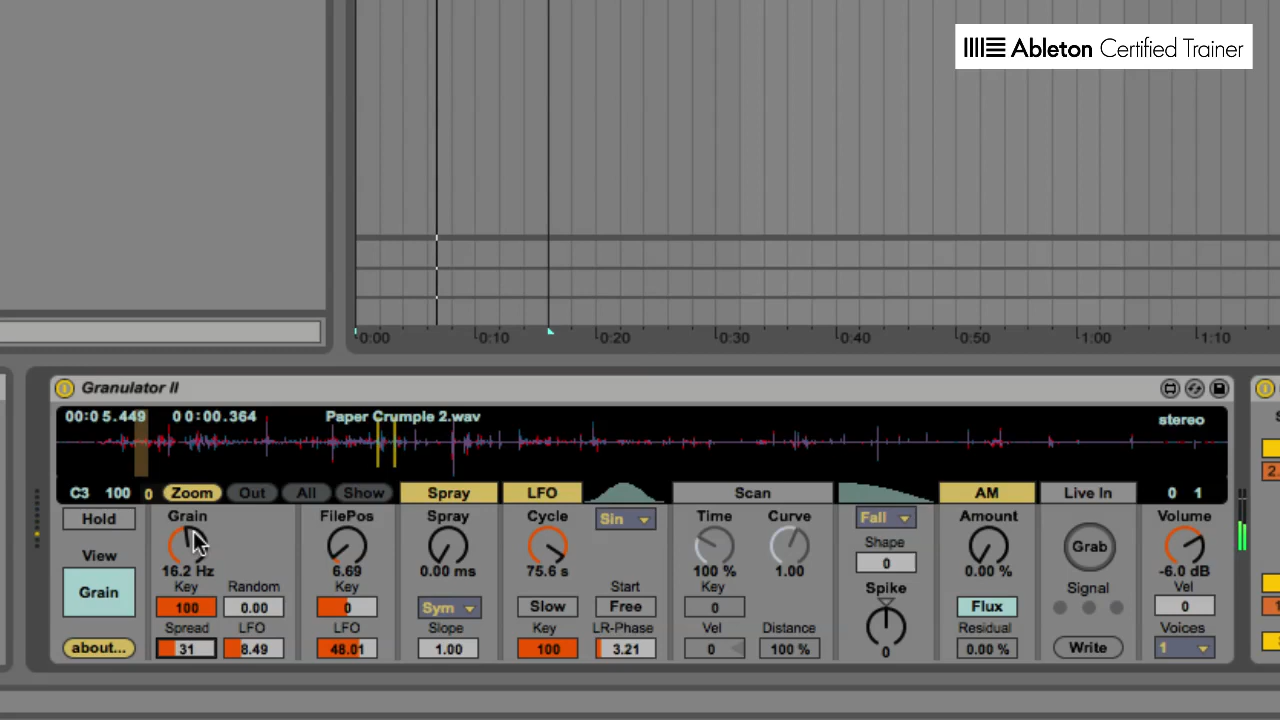 Ableton Certified Trainer
0:00 0:10 0:20 0:30 0:40 0:50 1:00 1:10
Granulator II
00:05.449 00:00.364 Paper Crumple 2.wav stereo
C3 100 0 Zoom Out All Show Spray LFO Scan AM Live In 0 1
Hold Grain FilePos Spray Cycle Sin Time Curve Fall Amount Volume
Shape
View 0 Grab
16.2 Hz 6.69 0.00 ms 75.6 s 100 % 1.00 0.00 % -6.0 dB
Key Random Key Start Key Spike Signal Vel
Grain 100 0.00 0 Sym Slow Free 0 Flux 0
Spread LFO LFO Slope Key LR-Phase Vel Distance Residual Voices
about... 31 8.49 48.01 1.00 100 3.21 0 100 % 0 0.00 % Write 1